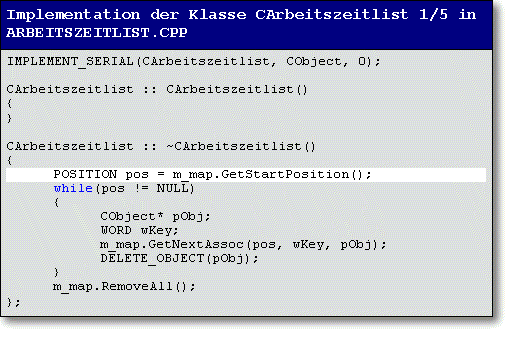 Implementation der Klasse CArbeitszeitlist 1/5 in
ARBEITSZEITLIST.CPP
IMPLEMENT_SERIAL(CArbeitszeitlist, CObject, 0);
CArbeitszeitlist :: CArbeitszeitlist()
{
}
CArbeitszeitlist :: ~CArbeitszeitlist()
{
POSITION pos = m_map.GetStartPosition();
while(pos != NULL)
{
CObject* pObj;
WORD wKey;
m_map.GetNextAssoc(pos, wKey, pObj);
DELETE_OBJECT(pObj);
}
m_map.RemoveAll();
};